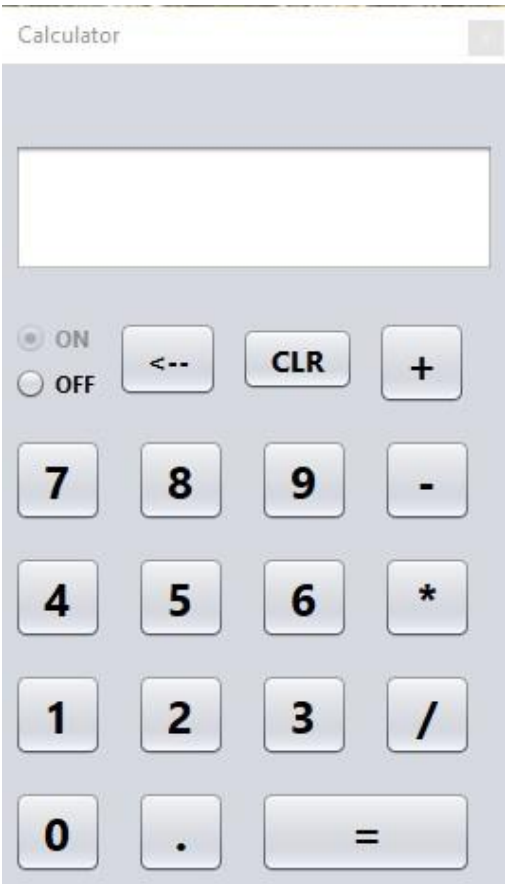 Calculator
ON
OFF
<-- CLR +
7 8 9 -
4 5 6 *
1 2 3 /
0 . =